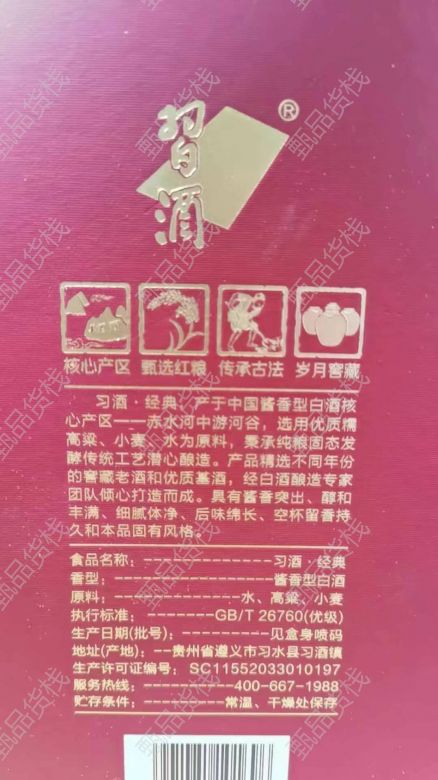 習酒®
核心产区 甄选红粮 传承古法 岁月窖藏
习酒·经典，产于中国酱香型白酒核
心产区——赤水河中游河谷，选用优质糯
高粱、小麦、水为原料，秉承纯粮固态发
酵传统工艺潜心酿造。产品精选不同年份
的窖藏老酒和优质基酒，经白酒酿造专家
团队倾心打造而成。具有酱香突出、醇和
丰满、细腻体净、后味绵长、空杯留香持
久和本品固有风格。
食品名称：-------------习酒·经典
香型：----------------酱香型白酒
原料：-------------水、高粱、小麦
执行标准：-------GB/T 26760(优级)
生产日期(批号)：---------见盒身喷码
地址(产地)：--贵州省遵义市习水县习酒镇
生产许可证编号：SC11552033010197
服务热线：-----------400-667-1988
贮存条件：---------常温、干燥处保存
甄品货栈